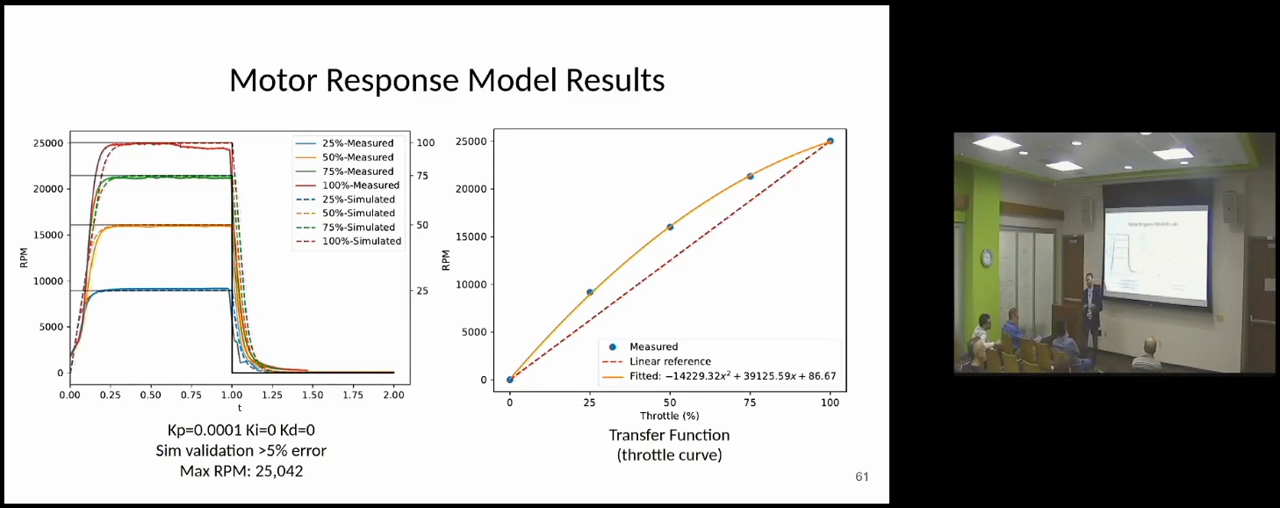 Motor Response Model Results
25000
20000
15000
10000
5000
0
RPM
0.00 0.25 0.50 0.75 1.00 1.25 1.50 1.75 2.00
t
100
75
50
25
25%-Measured
50%-Measured
75%-Measured
100%-Measured
25%-Simulated
50%-Simulated
75%-Simulated
100%-Simulated
Kp=0.0001 Ki=0 Kd=0
Sim validation >5% error
Max RPM: 25,042
25000
20000
15000
10000
5000
0
RPM
0 25 50 75 100
Throttle (%)
Measured
Linear reference
Fitted: −14229.32x² + 39125.59x + 86.67
Transfer Function
(throttle curve)
61